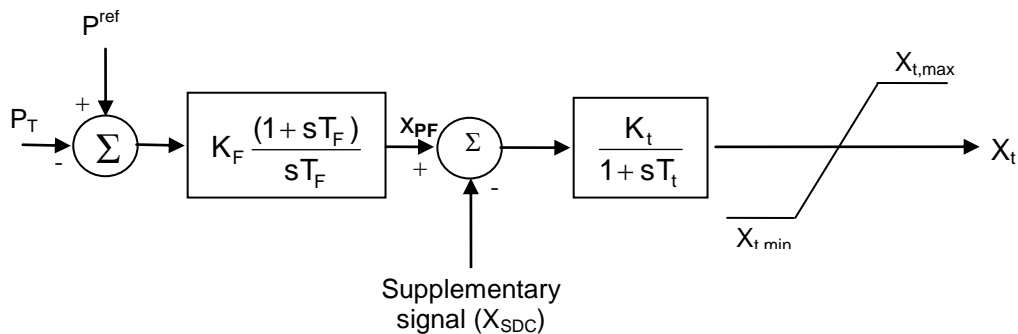 P^ref
X_t,max
+
P_T
-
Σ
K_F (1 + sT_F) / sT_F
x_PF
+
Σ
-
K_t / 1 + sT_t
X_t
X_t min
Supplementary
signal (X_SDC)